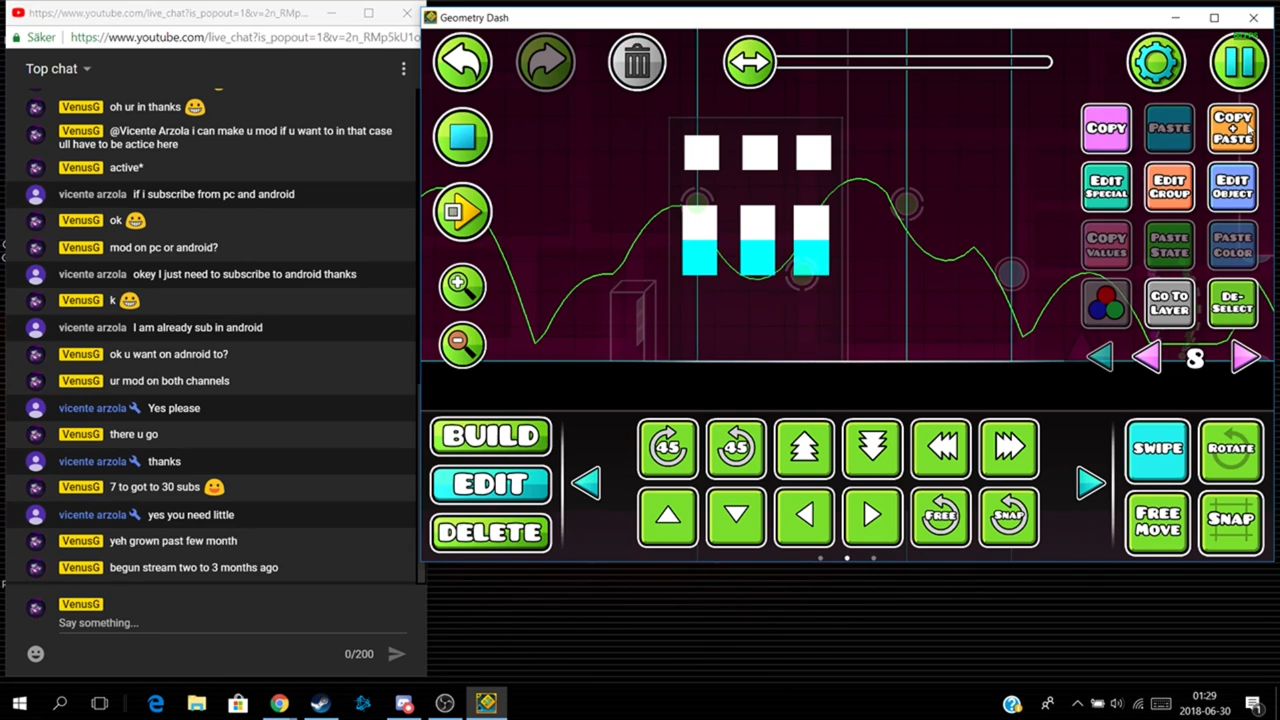 https://www.youtube.com/live_chat?is_popout=1&v=2n_RMp...
Säker
https://www.youtube.com/live_chat?is_popout=1&v=2n_RMp5kU1o
Top chat
VenusG oh ur in thanks
VenusG @Vicente Arzola i can make u mod if u want to in that case
ull have to be actice here
VenusG active*
vicente arzola if i subscribe from pc and android
VenusG ok
VenusG mod on pc or android?
vicente arzola okey I just need to subscribe to android thanks
VenusG k
vicente arzola I am already sub in android
VenusG ok u want on adnroid to?
VenusG ur mod on both channels
vicente arzola Yes please
VenusG there u go
vicente arzola thanks
VenusG 7 to got to 30 subs
vicente arzola yes you need little
VenusG yeh grown past few month
VenusG begun stream two to 3 months ago
VenusG
Say something...
0/200
Geometry Dash
COPY
PASTE
COPY
+
PASTE
EDIT
SPECIAL
EDIT
GROUP
EDIT
OBJECT
COPY
VALUES
PASTE
STATE
PASTE
COLOR
GO TO
LAYER
DE-
SELECT
8
BUILD
EDIT
DELETE
45
45
FREE
SNAP
SWIPE
ROTATE
FREE
MOVE
SNAP
01:29
2018-06-30
1